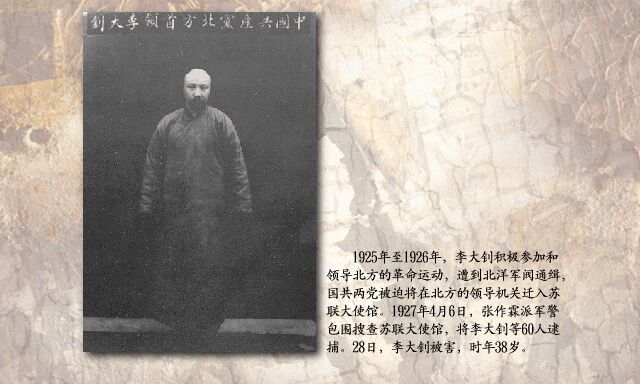 中國共產黨北方首領李大釗
1925年至1926年，李大钊积极参加和
领导北方的革命运动，遭到北洋军阀通缉，
国共两党被迫将在北方的领导机关迁入苏
联大使馆。1927年4月6日，张作霖派军警
包围搜查苏联大使馆，将李大钊等60人逮
捕。28日，李大钊被害，时年38岁。